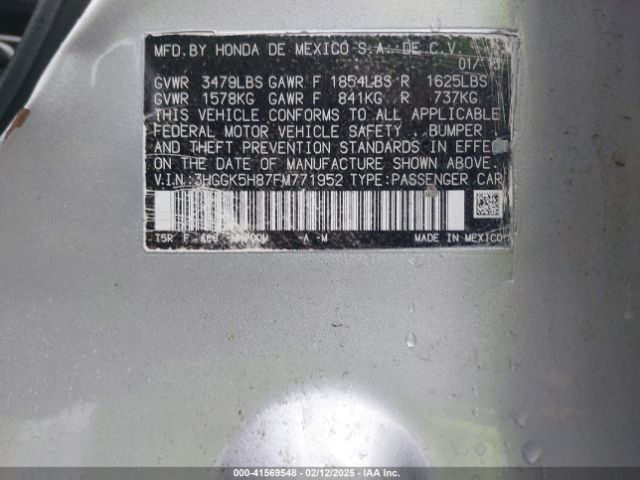 MFD.BY HONDA DE MEXICO S.A. DE C.V.
01/
GVWR 3479LBS GAWR F 1854LBS R 1625LBS
GVWR 1578KG GAWR F 841KG R 737KG
THIS VEHICLE CONFORMS TO ALL APPLICABLE
FEDERAL MOTOR VEHICLE SAFETY , BUMPER ,
AND THEFT PREVENTION STANDARDS IN EFFEC
ON THE DATE OF MANUFACTURE SHOWN ABOVE.
V.I.N:3HGGK5H87FM771952 TYPE:PASSENGER CAR
T5R F -A -M MADE IN MEXICO
000-41569548 - 02/12/2025 - IAA Inc.